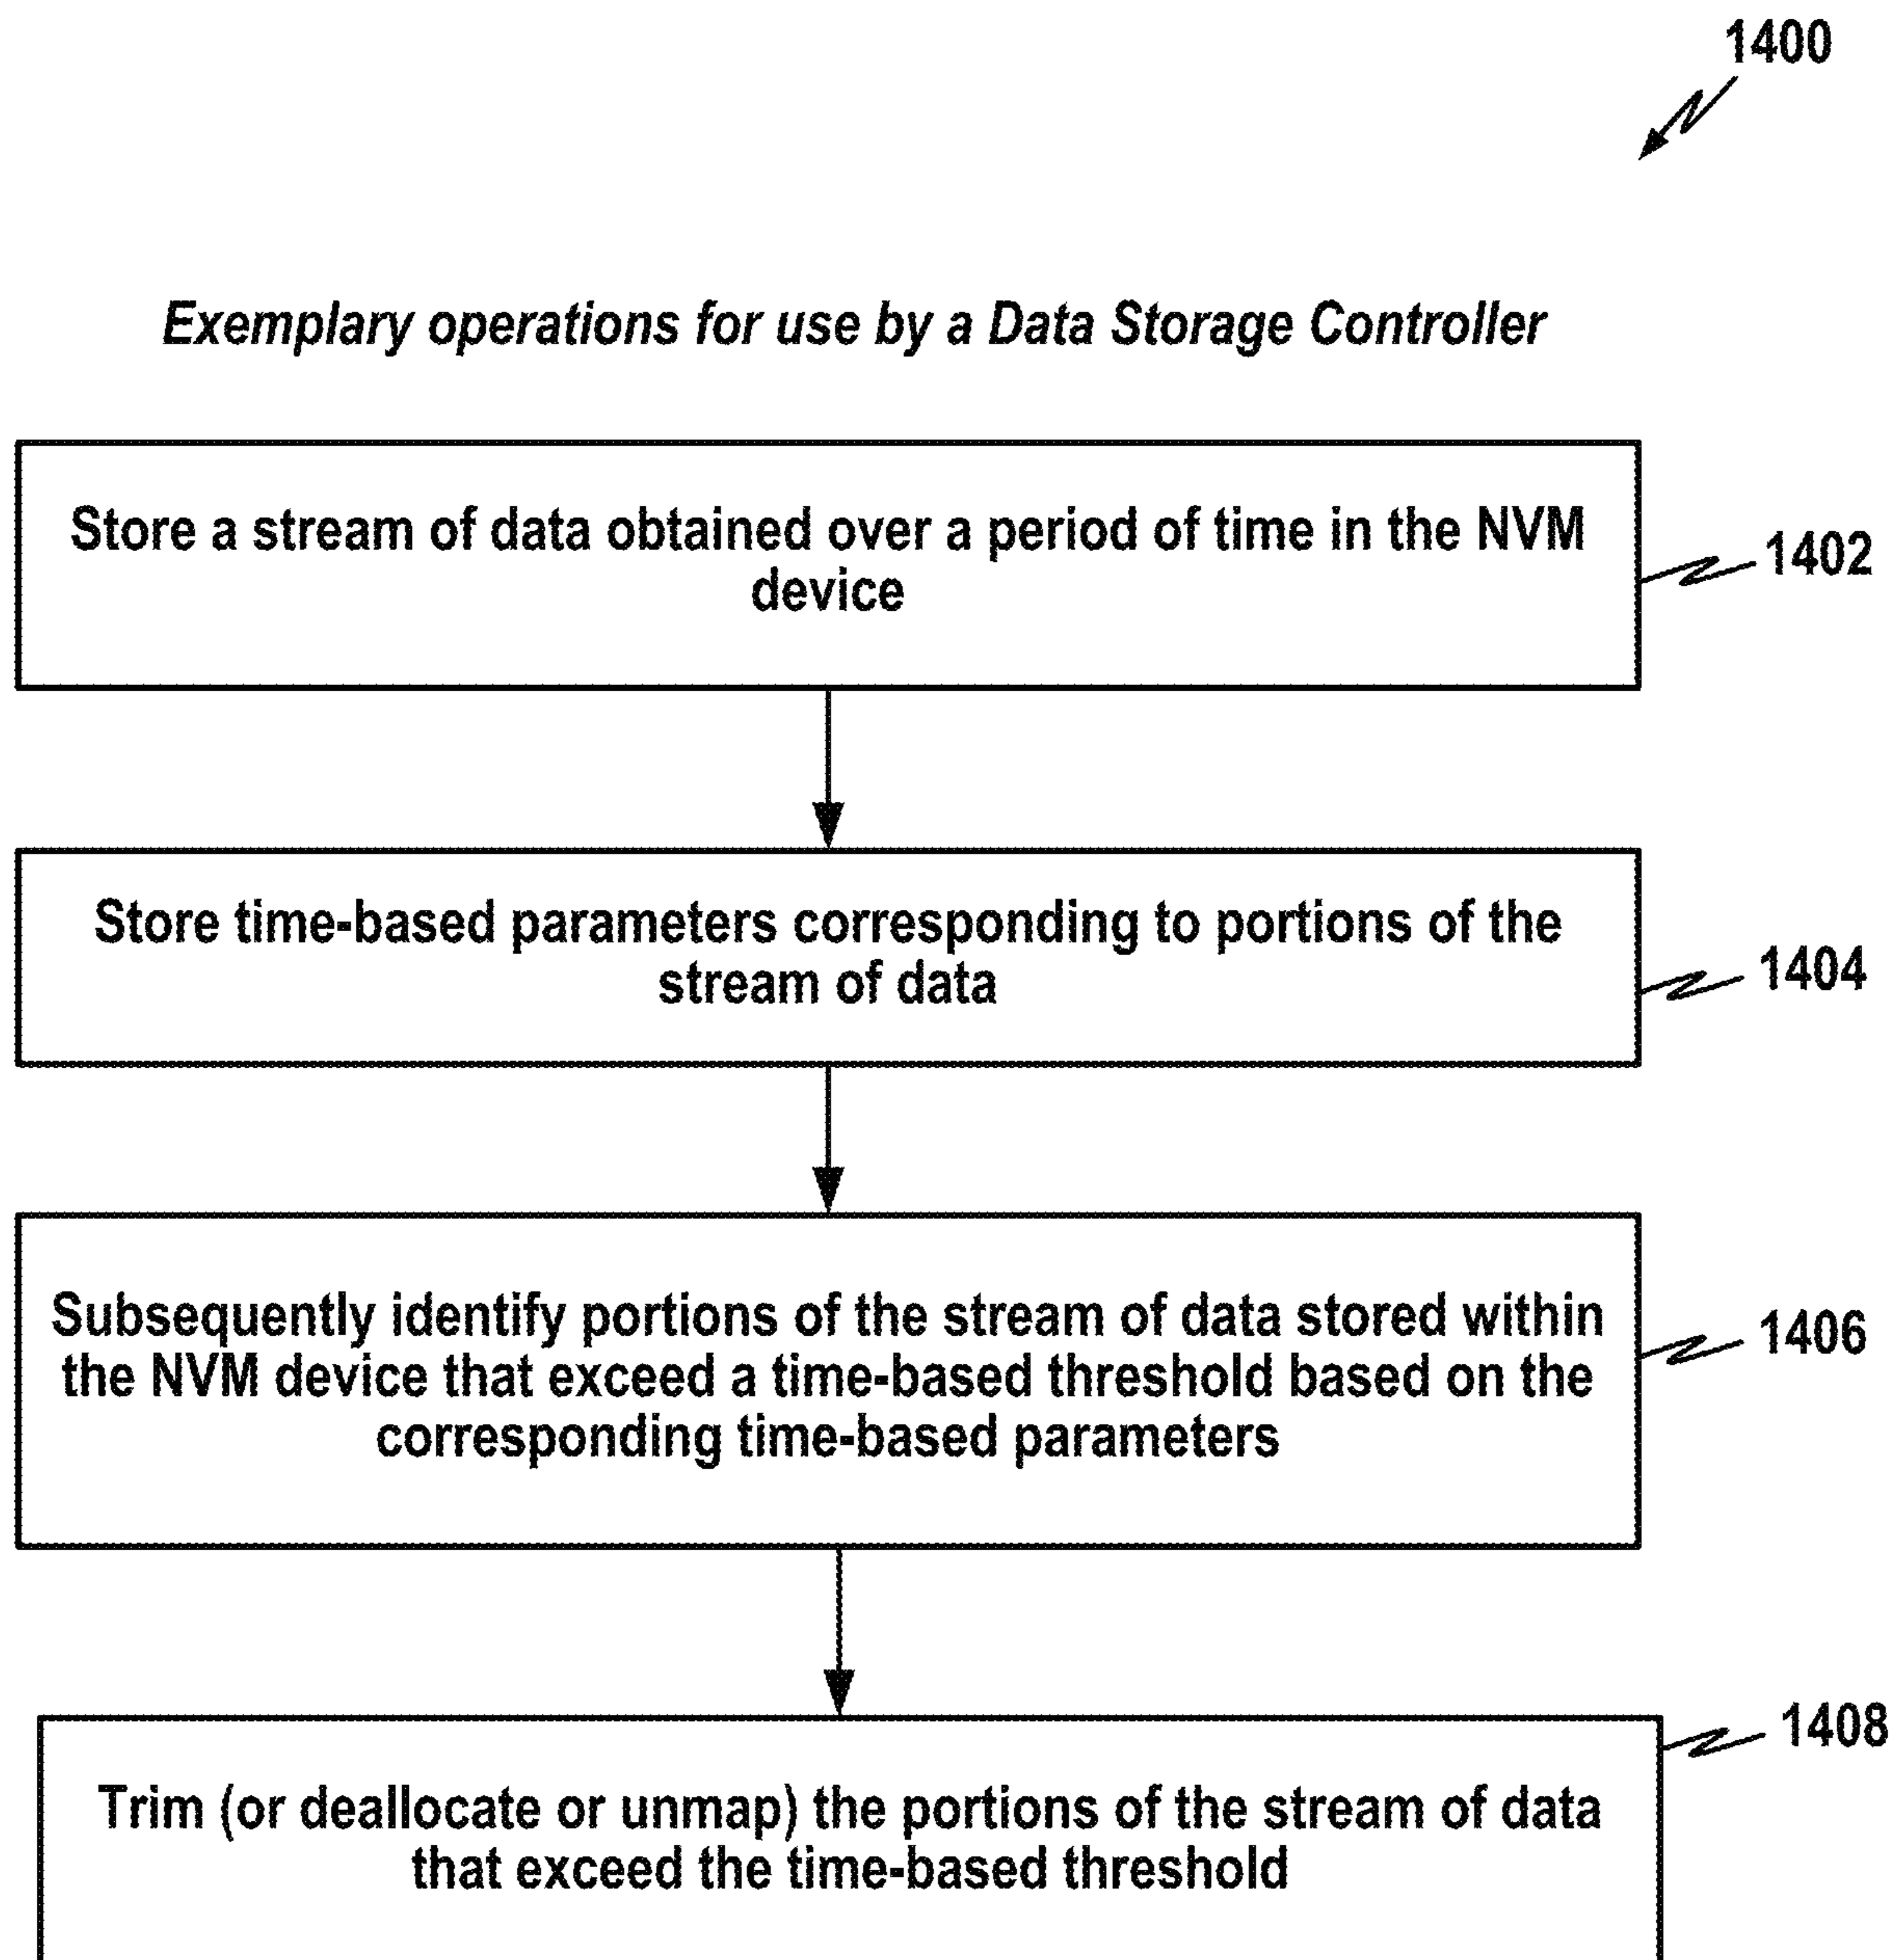 1400
Exemplary operations for use by a Data Storage Controller
Store a stream of data obtained over a period of time in the NVM
device
1402
Store time-based parameters corresponding to portions of the
stream of data
1404
Subsequently identify portions of the stream of data stored within
the NVM device that exceed a time-based threshold based on the
corresponding time-based parameters
1406
Trim (or deallocate or unmap) the portions of the stream of data
that exceed the time-based threshold
1408